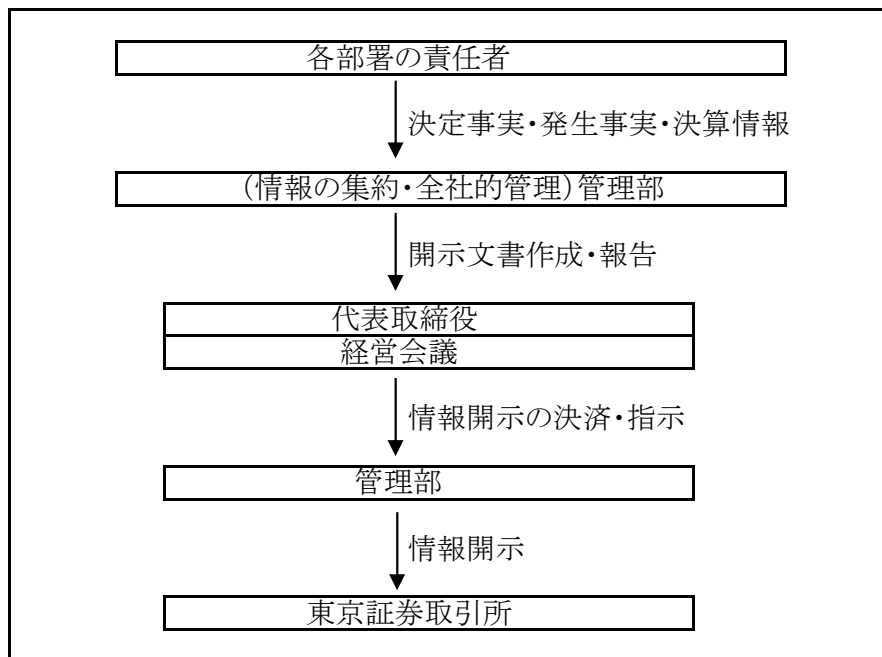 各部署の責任者
決定事実・発生事実・決算情報
（情報の集約・全社的管理）管理部
開示文書作成・報告
代表取締役
経営会議
情報開示の決済・指示
管理部
情報開示
東京証券取引所